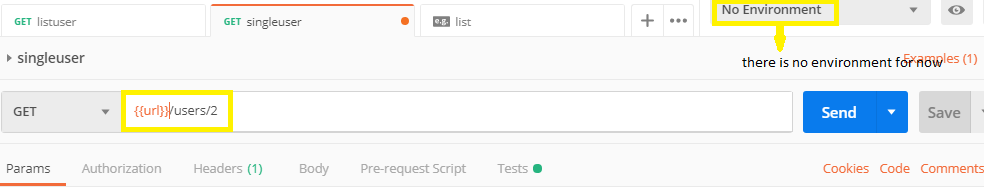 GET listuser GET singleuser e.g. list + ••• No Environment
singleuser
there is no environment for now
Examples (1)
GET {{url}}/users/2 Send Save
Params Authorization Headers (1) Body Pre-request Script Tests Cookies Code Comments